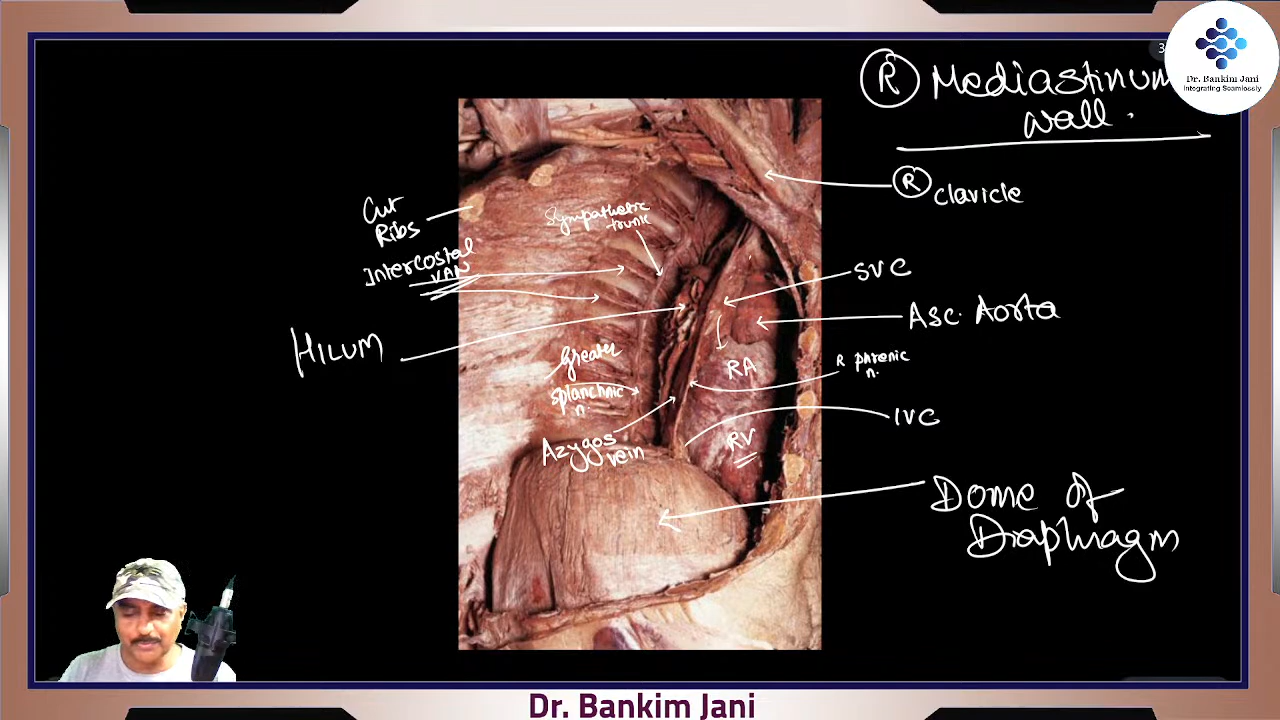 3
Dr. Bankim Jani
Integrating Seamlessly
R Mediastinum
wall.
R clavicle
Cut
Ribs
Sympathetic
trunk
Intercostal
VAN
SVC
Asc. Aorta
HILUM
Greater
splanchnic
n.
RA
R phrenic
n.
IVC
Azygos
vein
RV
Dome of
Diaphragm
Dr. Bankim Jani